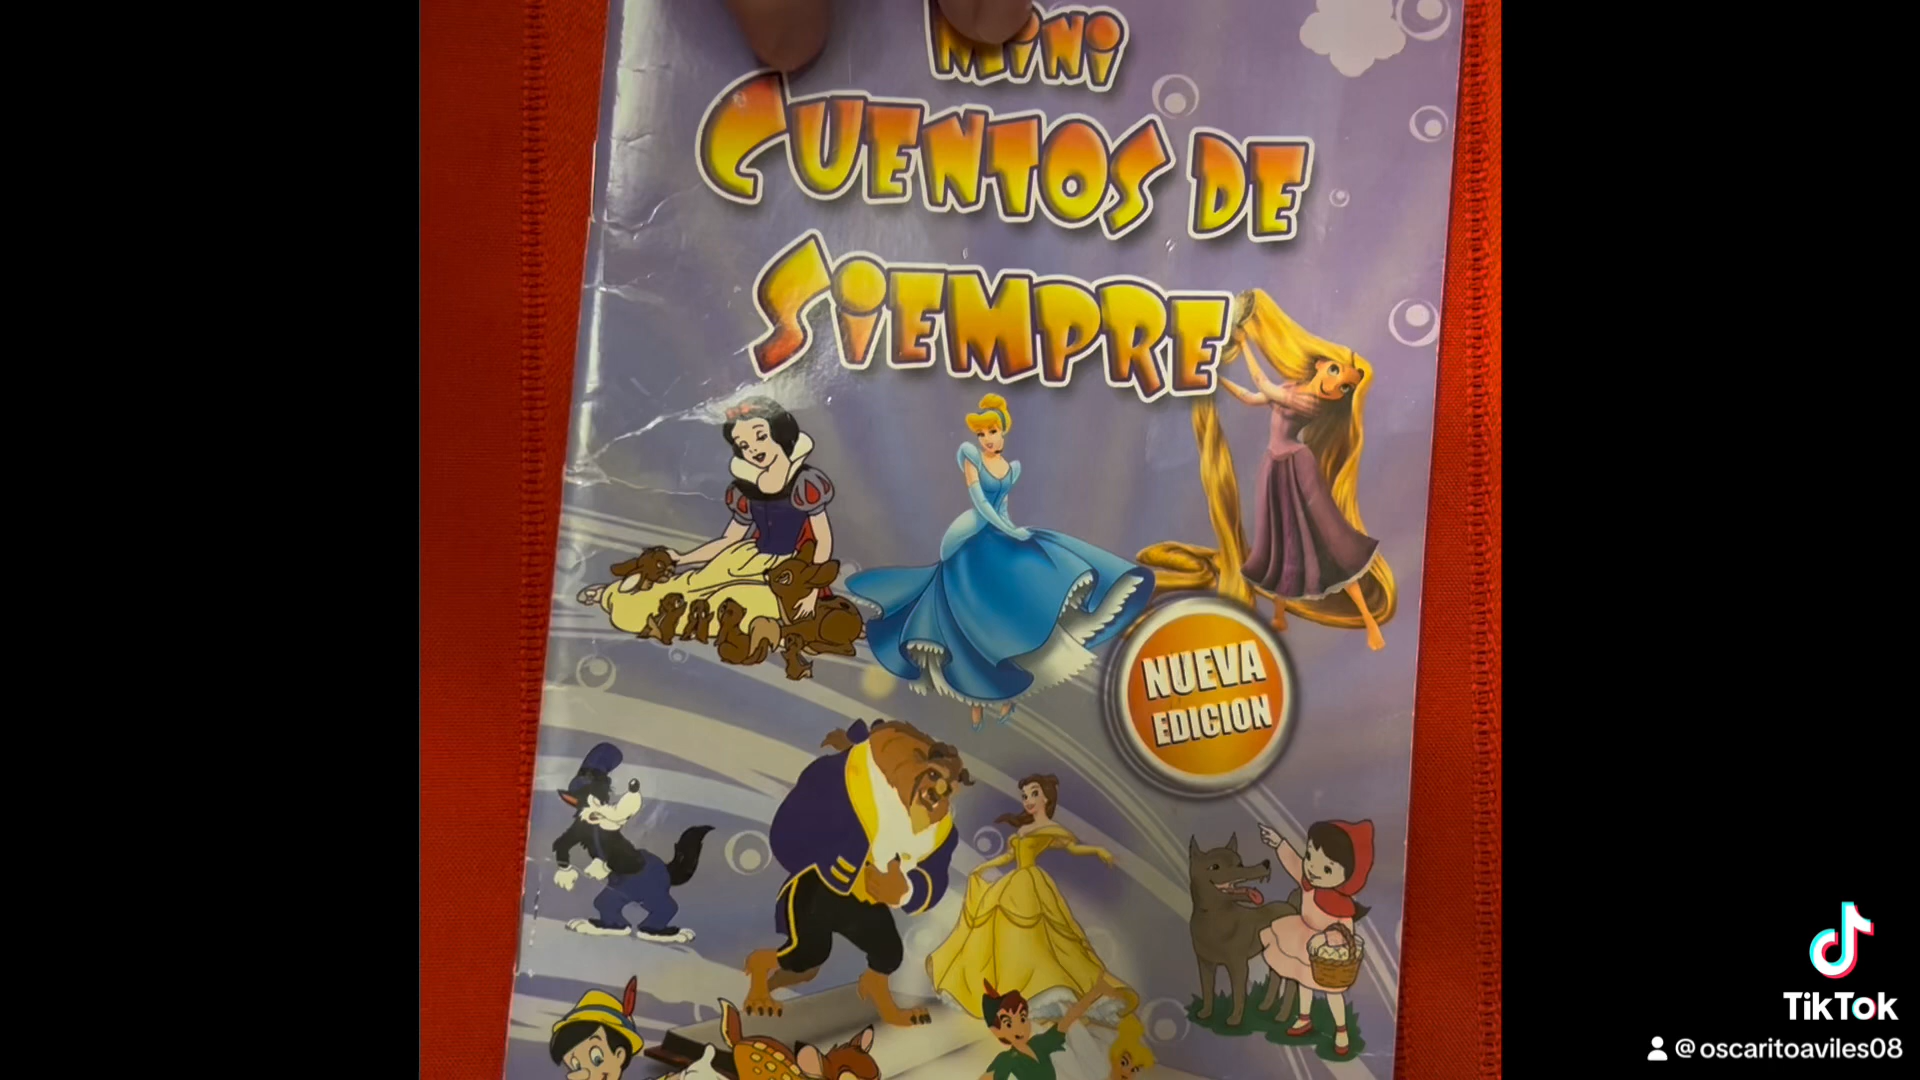 MiNi
CUENTOS DE
SiEMPRE
NUEVA
EDICION
TikTok
@oscaritoaviles08